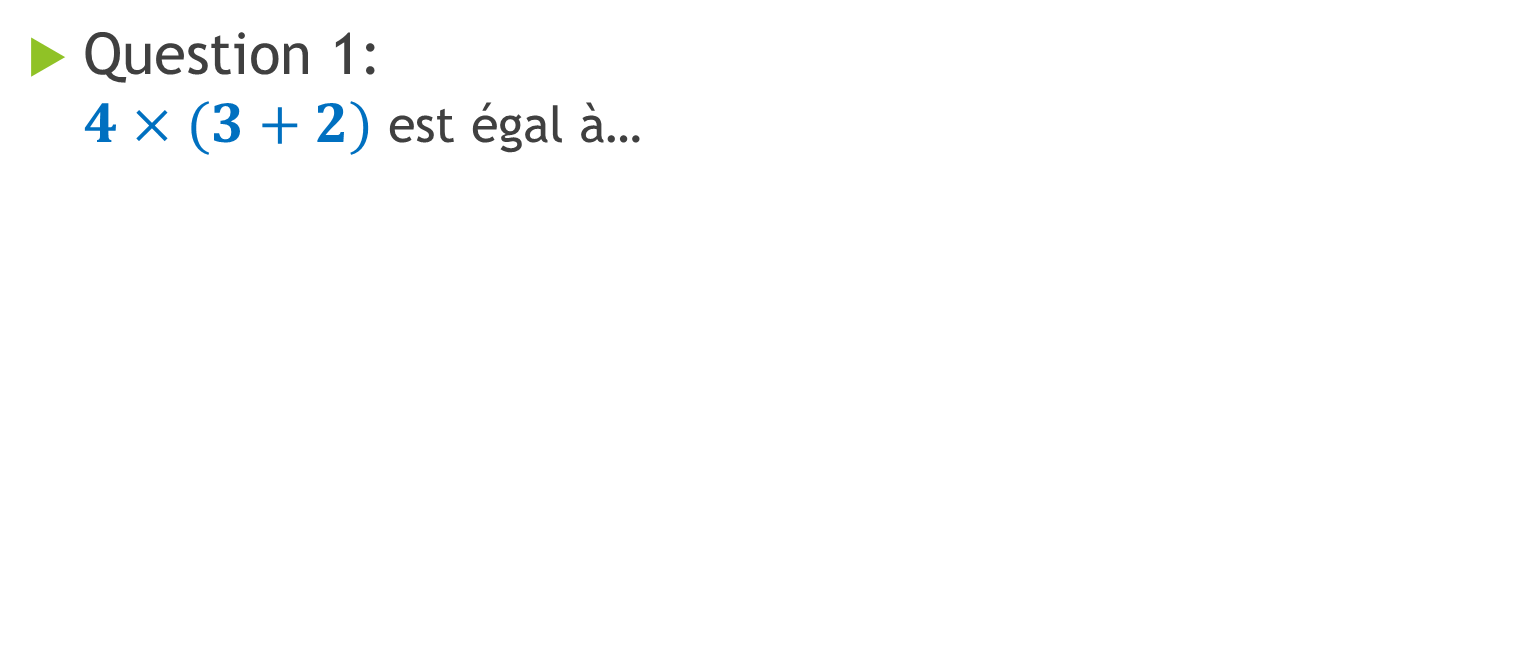 Question 1:
4 × (3 + 2) est égal à…